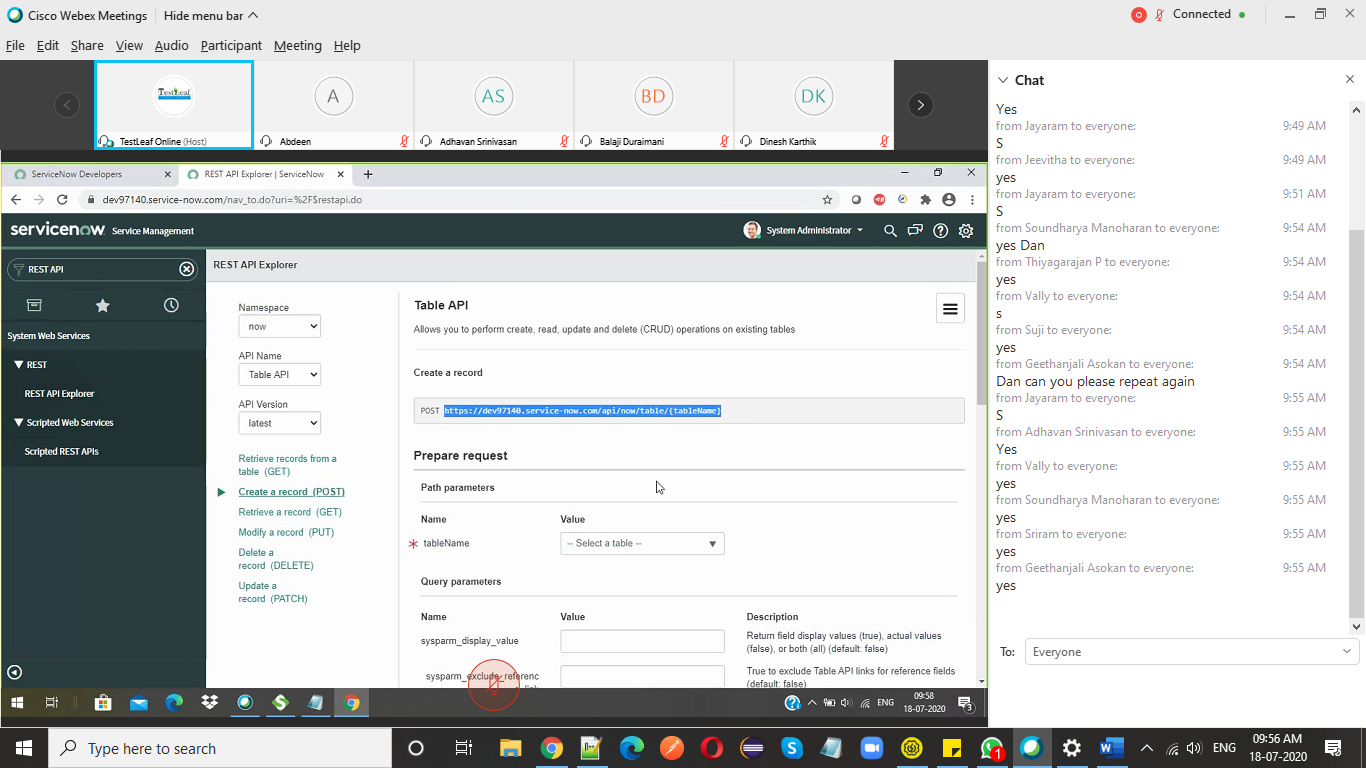 Cisco Webex Meetings
Hide menu bar
Connected
File Edit Share View Audio Participant Meeting Help
TestLeaf
TestLeaf Online (Host)
A
Abdeen
AS
Adhavan Srinivasan
BD
Balaji Duraimani
DK
Dinesh Karthik
ServiceNow Developers
REST API Explorer | ServiceNow
dev97140.service-now.com/nav_to.do?uri=%2F$restapi.do
servicenow Service Management
System Administrator
REST API
System Web Services
REST
REST API Explorer
Scripted Web Services
Scripted REST APIs
REST API Explorer
Namespace
now
API Name
Table API
API Version
latest
Retrieve records from a
table (GET)
Create a record (POST)
Retrieve a record (GET)
Modify a record (PUT)
Delete a
record (DELETE)
Update a
record (PATCH)
Table API
Allows you to perform create, read, update and delete (CRUD) operations on existing tables
Create a record
POST https://dev97140.service-now.com/api/now/table/{tableName}
Prepare request
Path parameters
Name Value
tableName -- Select a table --
Query parameters
Name Value Description
sysparm_display_value
Return field display values (true), actual values
(false), or both (all) (default: false)
True to exclude Table API links for reference fields
(default: false)
ENG
09:58
18-07-2020
3
Chat
Yes
from Jayaram to everyone: 9:49 AM
S
from Jeevitha to everyone: 9:49 AM
yes
from Jayaram to everyone: 9:51 AM
S
from Soundharya Manoharan to everyone: 9:54 AM
yes Dan
from Thiyagarajan P to everyone: 9:54 AM
yes
from Vally to everyone: 9:54 AM
s
from Suji to everyone: 9:54 AM
yes
from Geethanjali Asokan to everyone: 9:54 AM
Dan can you please repeat again
from Jayaram to everyone: 9:55 AM
S
from Adhavan Srinivasan to everyone: 9:55 AM
Yes
from Vally to everyone: 9:55 AM
yes
from Soundharya Manoharan to everyone: 9:55 AM
yes
from Sriram to everyone: 9:55 AM
yes
from Geethanjali Asokan to everyone: 9:55 AM
yes
To: Everyone
Type here to search
1
ENG
09:56 AM
18-07-2020